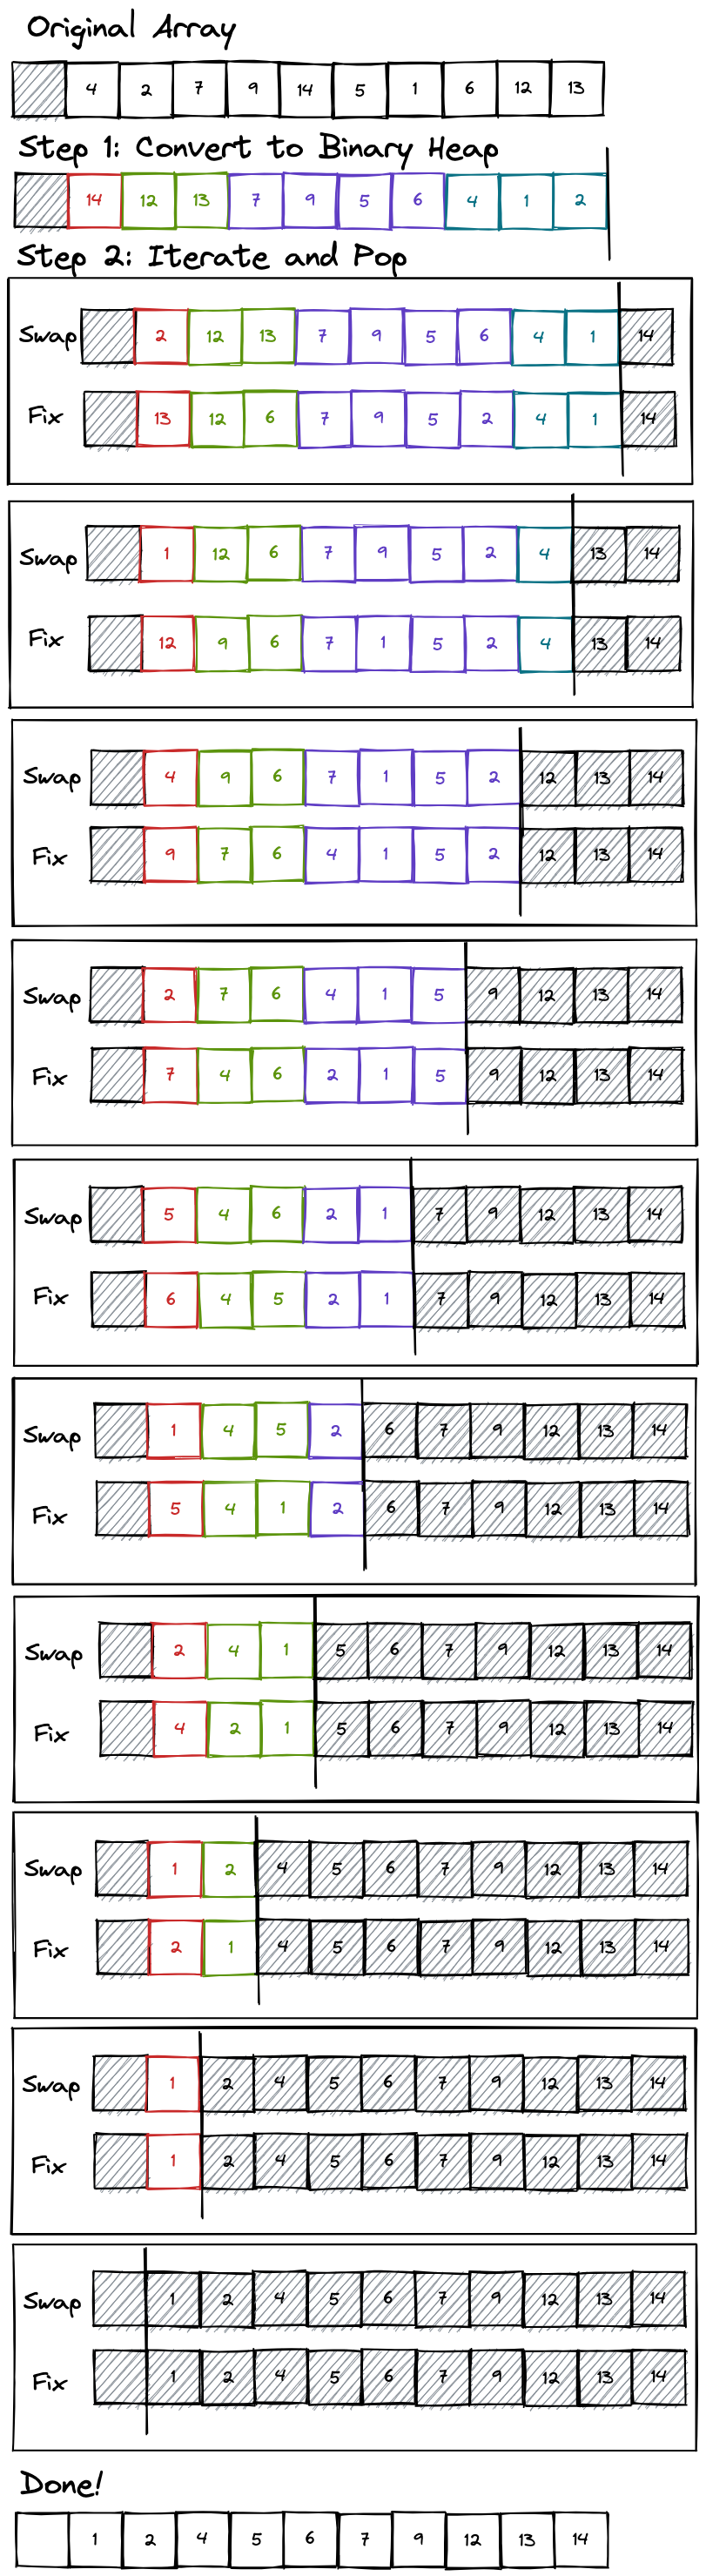 Original Array
4 2 7 9 14 5 1 6 12 13
Step 1: Convert to Binary Heap
14 12 13 7 9 5 6 4 1 2
Step 2: Iterate and Pop
Swap 2 12 13 7 9 5 6 4 1 14
Fix 13 12 6 7 9 5 2 4 1 14
Swap 1 12 6 7 9 5 2 4 13 14
Fix 12 9 6 7 1 5 2 4 13 14
Swap 4 9 6 7 1 5 2 12 13 14
Fix 9 7 6 4 1 5 2 12 13 14
Swap 2 7 6 4 1 5 9 12 13 14
Fix 7 4 6 2 1 5 9 12 13 14
Swap 5 4 6 2 1 7 9 12 13 14
Fix 6 4 5 2 1 7 9 12 13 14
Swap 1 4 5 2 6 7 9 12 13 14
Fix 5 4 1 2 6 7 9 12 13 14
Swap 2 4 1 5 6 7 9 12 13 14
Fix 4 2 1 5 6 7 9 12 13 14
Swap 1 2 4 5 6 7 9 12 13 14
Fix 2 1 4 5 6 7 9 12 13 14
Swap 1 2 4 5 6 7 9 12 13 14
Fix 1 2 4 5 6 7 9 12 13 14
Swap 1 2 4 5 6 7 9 12 13 14
Fix 1 2 4 5 6 7 9 12 13 14
Done!
1 2 4 5 6 7 9 12 13 14